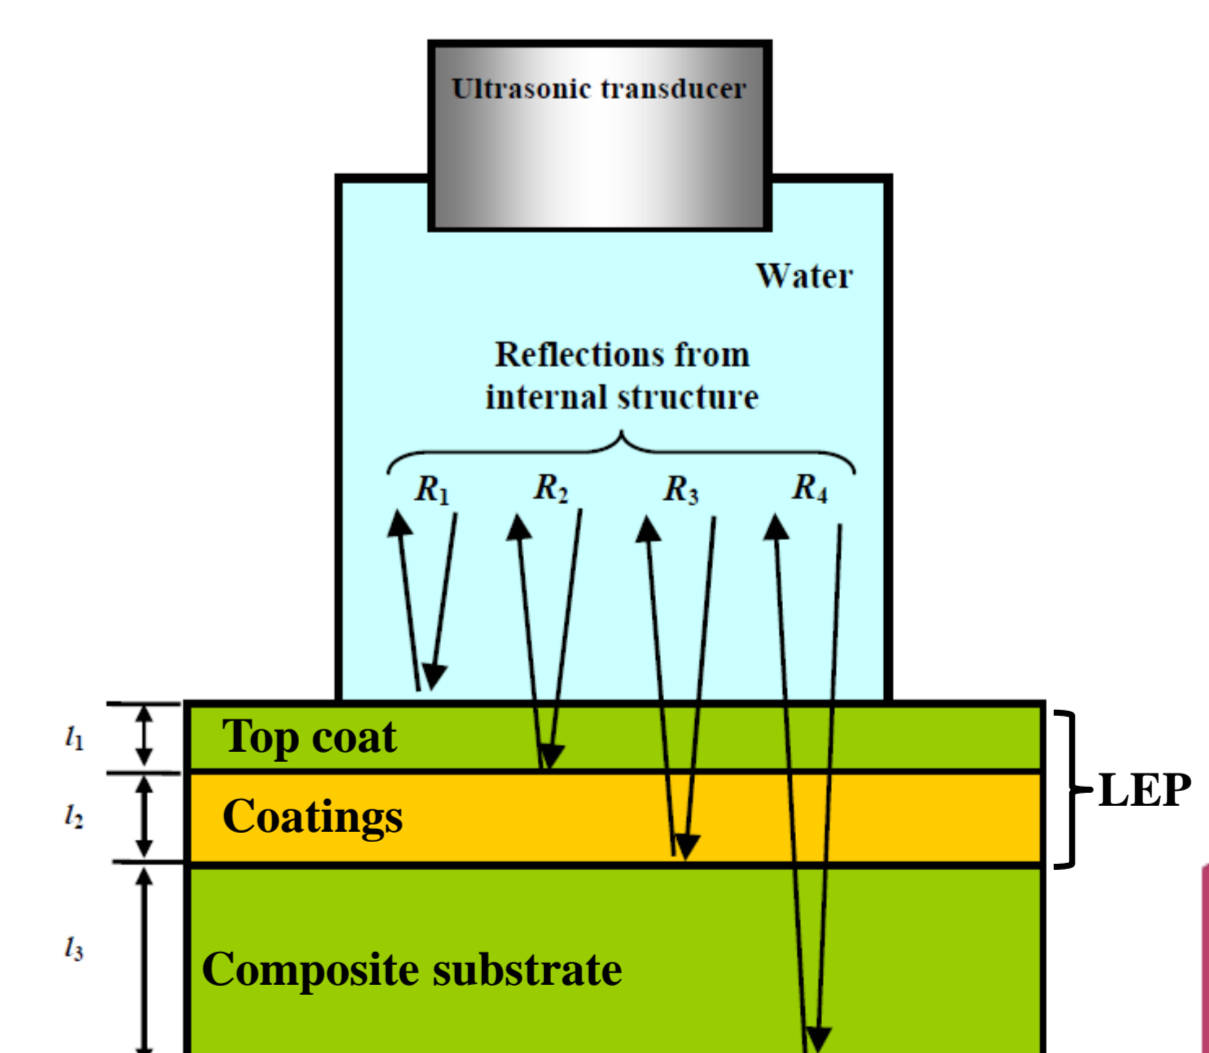 Ultrasonic transducer
Water
Reflections from
internal structure
R₁ R₂ R₃ R₄
l₁
Top coat
LEP
l₂
Coatings
l₃
Composite substrate